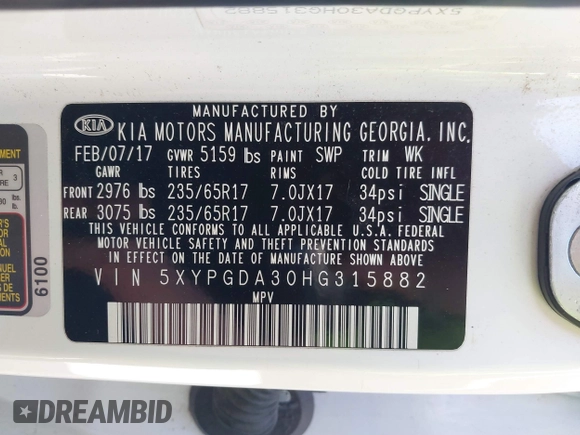 5XYPGDA30HG315882
MANUFACTURED BY
KIA KIA MOTORS MANUFACTURING GEORGIA. INC.
FEB/07/17 GVWR 5159 lbs PAINT SWP TRIM WK
GAWR TIRES RIMS COLD TIRE INFI
FRONT 2976 lbs 235/65R17 7.0JX17 34psi SINGLE
REAR 3075 lbs 235/65R17 7.0JX17 34psi SINGLE
THIS VEHICLE CONFORMS TO ALL APPLICABLE U.S. FEDERAL
MOTOR VEHICLE SAFETY AND THEFT PREVENTION STANDARDS
IN EFFECT ON THE DATE OF MANUFACTURE SHOWN ABOVE
VIN 5XYPGDA30HG315882
MPV
6100
DREAMBID